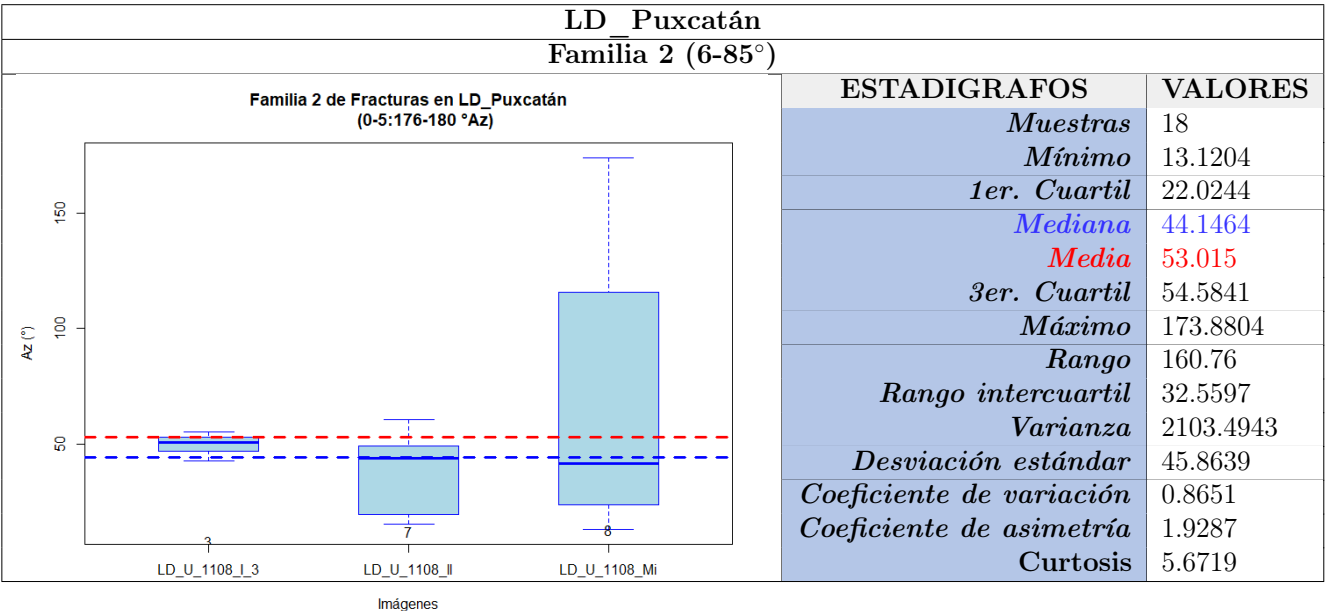 LD_Puxcatán
Familia 2 (6-85°)
Familia 2 de Fracturas en LD_Puxcatán
(0-5:176-180 °Az)
Az (°)
150
100
50
3
7
8
LD_U_1108_I_3
LD_U_1108_II
LD_U_1108_Mi
Imágenes
ESTADIGRAFOS VALORES
Muestras 18
Mínimo 13.1204
1er. Cuartil 22.0244
Mediana 44.1464
Media 53.015
3er. Cuartil 54.5841
Máximo 173.8804
Rango 160.76
Rango intercuartil 32.5597
Varianza 2103.4943
Desviación estándar 45.8639
Coeficiente de variación 0.8651
Coeficiente de asimetría 1.9287
Curtosis 5.6719